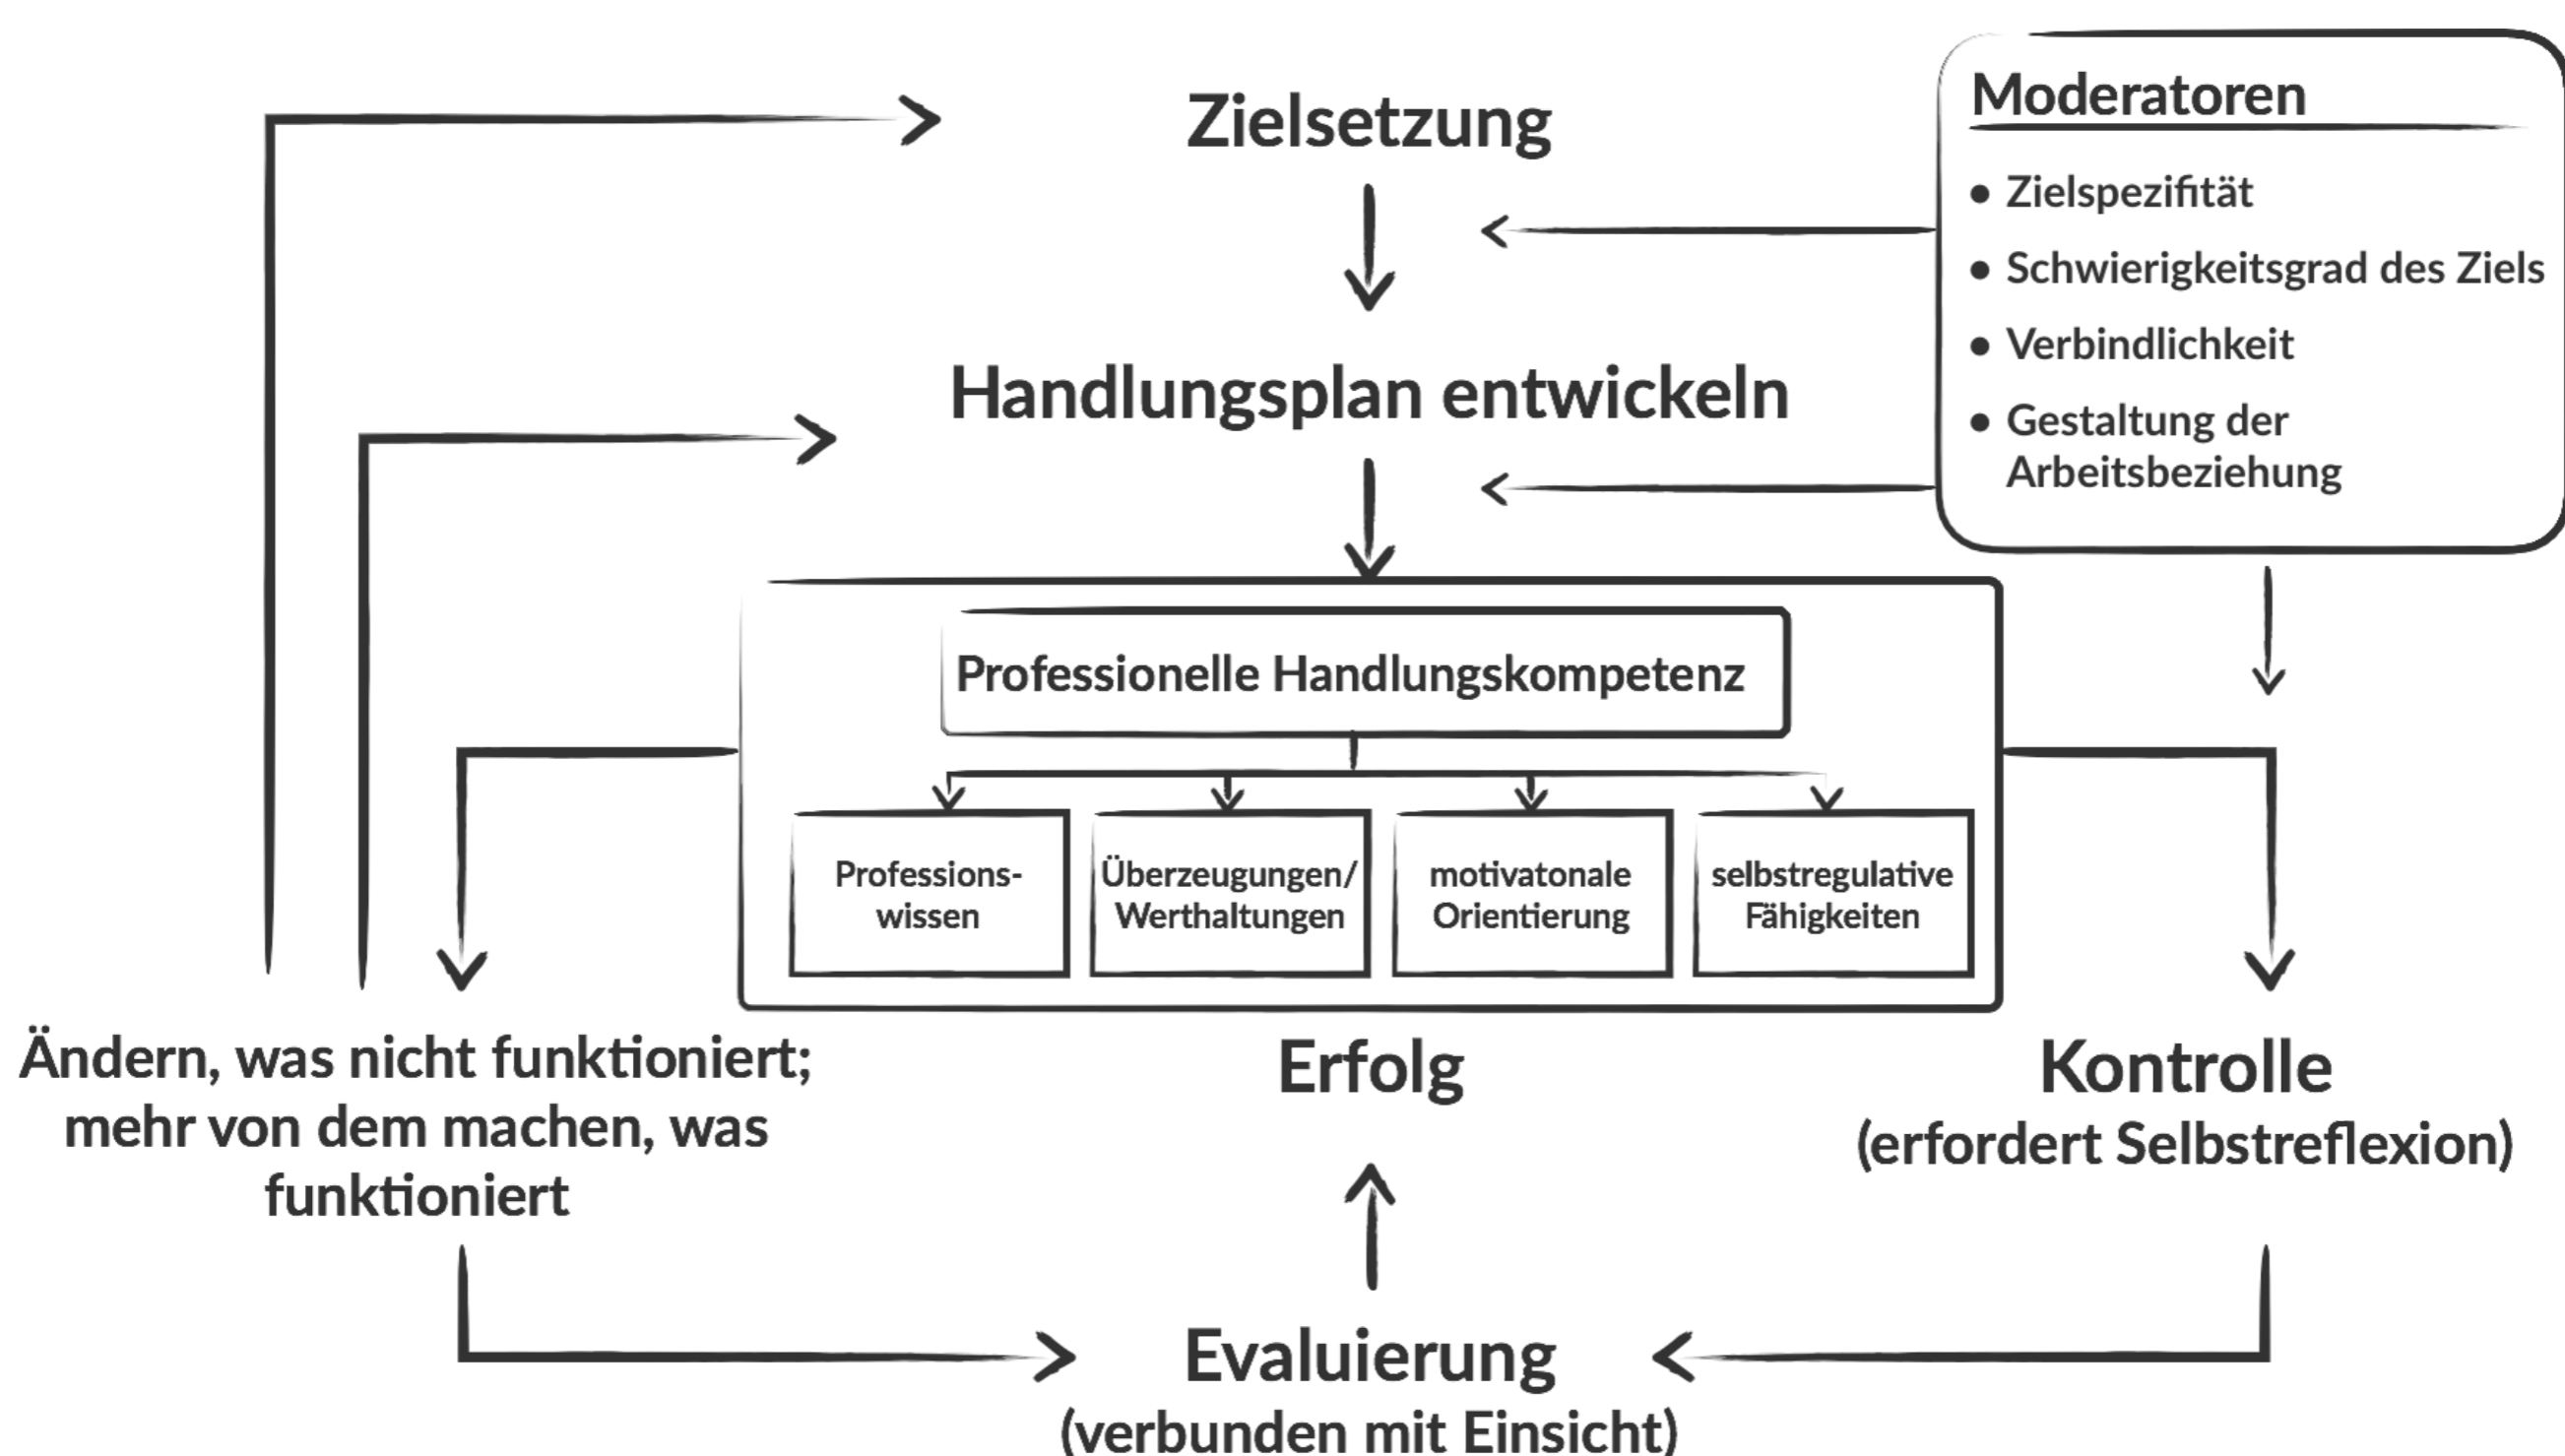 Zielsetzung
Moderatoren
• Zielspezifität
• Schwierigkeitsgrad des Ziels
• Verbindlichkeit
• Gestaltung der
Arbeitsbeziehung
Handlungsplan entwickeln
Professionelle Handlungskompetenz
Professions-
wissen
Überzeugungen/
Werthaltungen
motivatonale
Orientierung
selbstregulative
Fähigkeiten
Ändern, was nicht funktioniert;
mehr von dem machen, was
funktioniert
Erfolg
Kontrolle
(erfordert Selbstreflexion)
Evaluierung
(verbunden mit Einsicht)